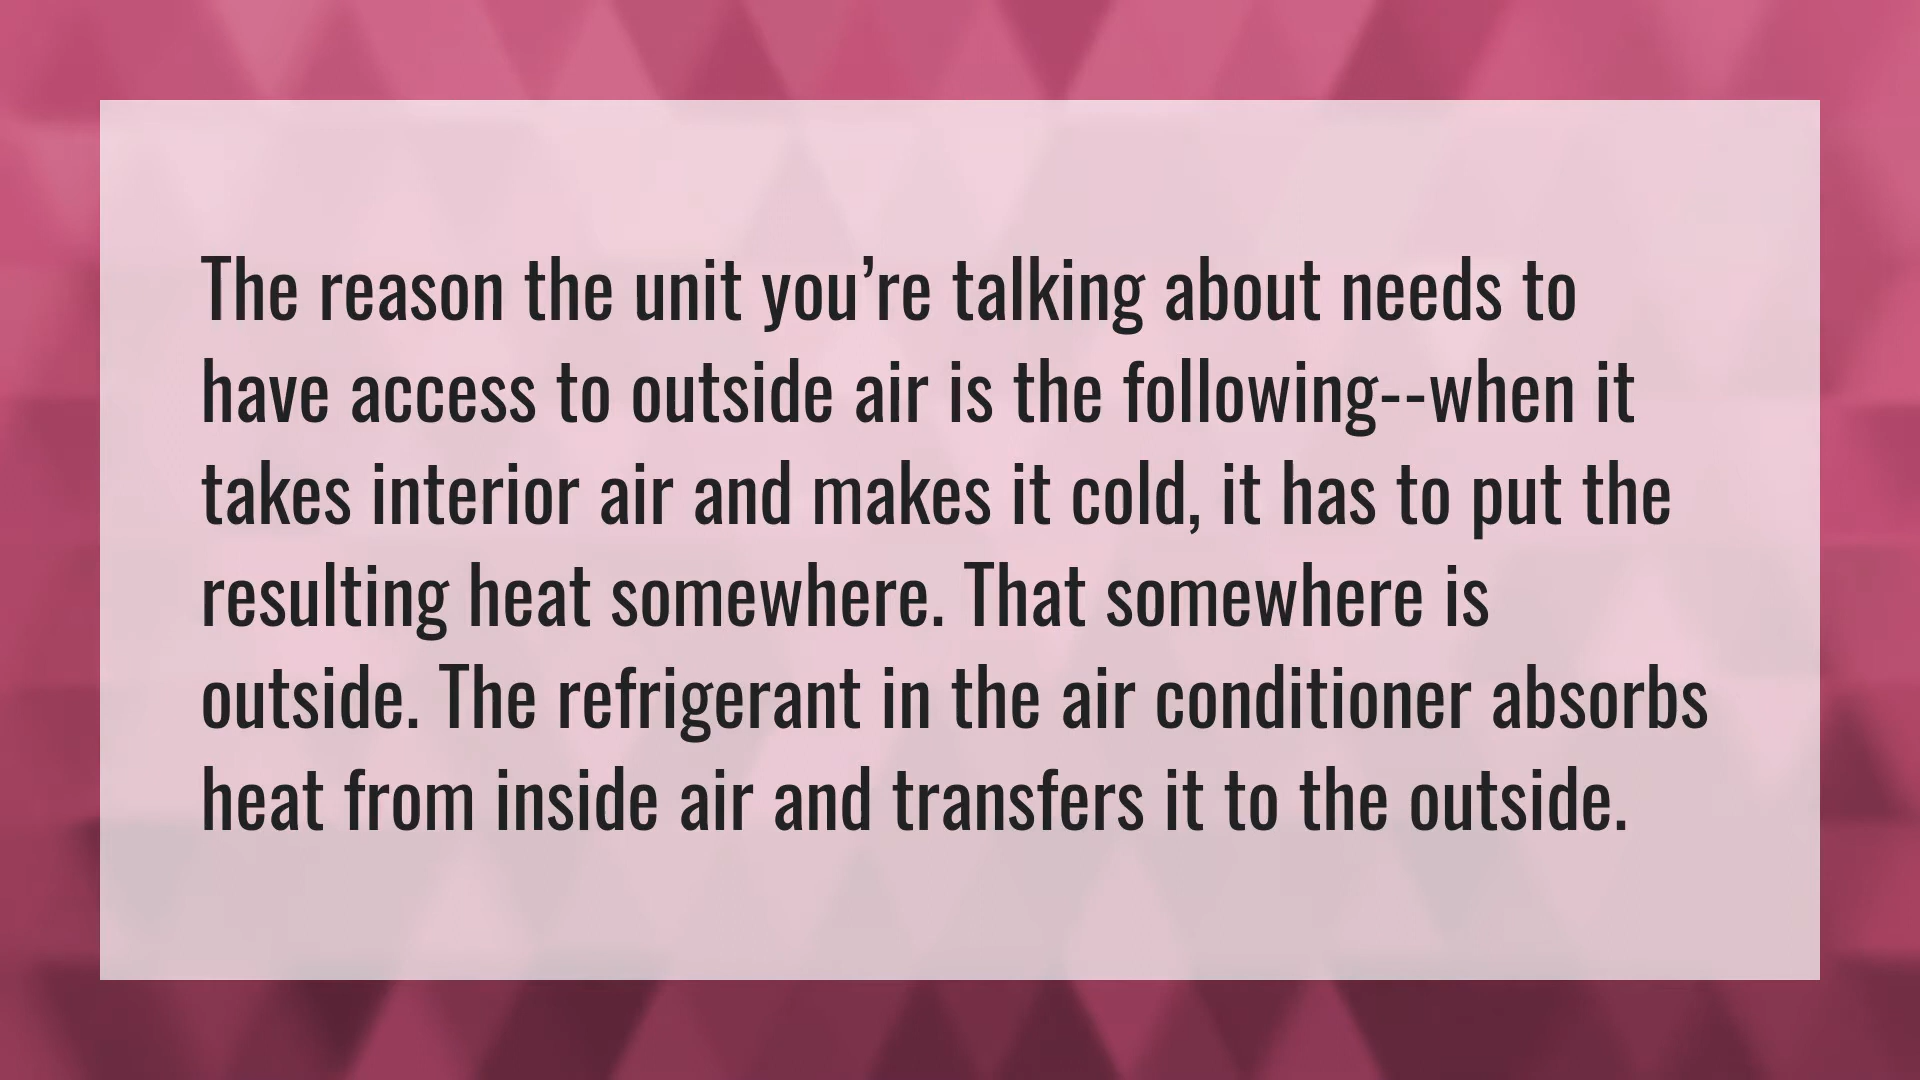 The reason the unit you’re talking about needs to
have access to outside air is the following--when it
takes interior air and makes it cold, it has to put the
resulting heat somewhere. That somewhere is
outside. The refrigerant in the air conditioner absorbs
heat from inside air and transfers it to the outside.